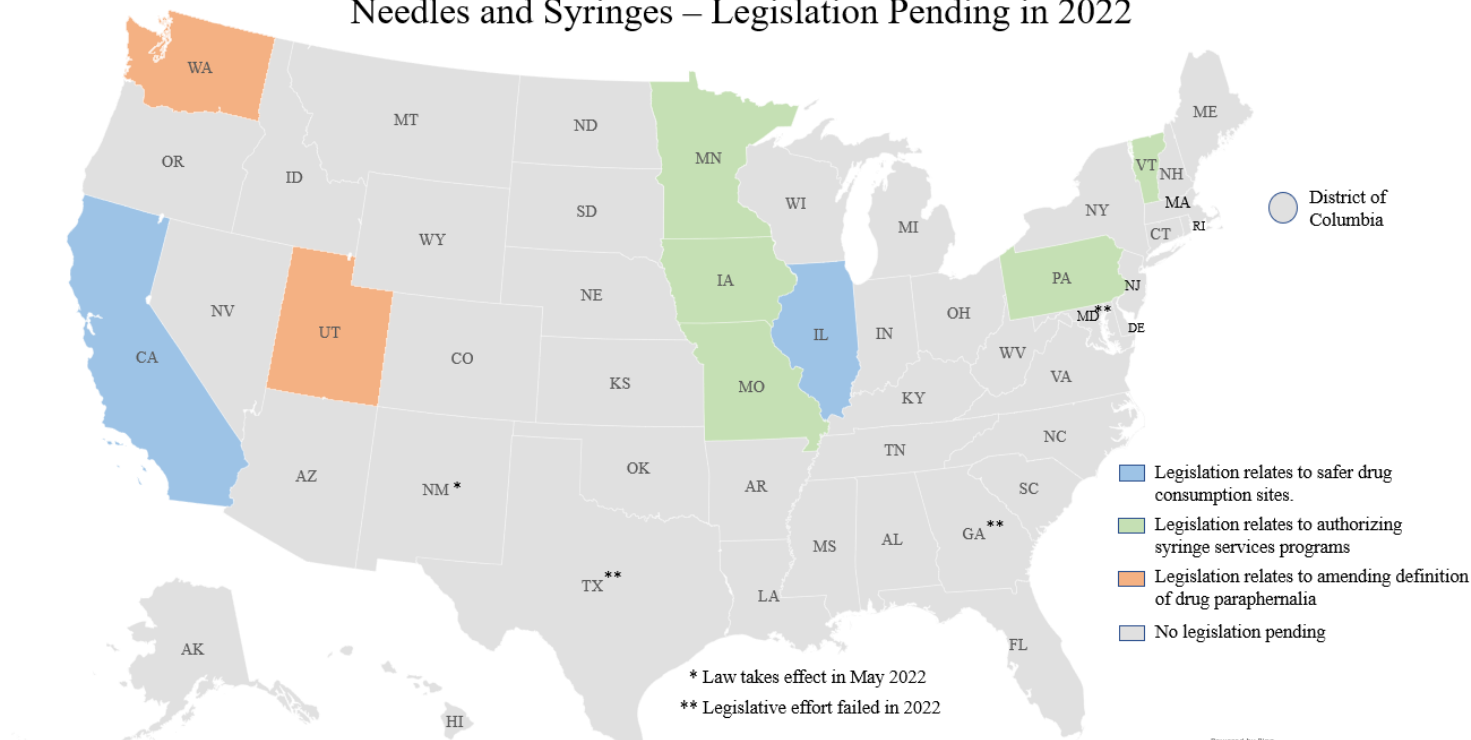 Needles and Syringes – Legislation Pending in 2022
WA
MT
ND
MN
ME
OR
ID
SD
WI
VT
NH
WY
MI
NY
MA
District of
Columbia
CT
RI
NE
IA
PA
NJ
NV
UT
CO
IL
IN
OH
MD**
DE
CA
KS
MO
WV
VA
KY
NC
TN
AZ
NM *
OK
AR
SC
MS
AL
GA**
TX**
LA
FL
AK
HI
Legislation relates to safer drug
consumption sites.
Legislation relates to authorizing
syringe services programs
Legislation relates to amending definition
of drug paraphernalia
No legislation pending
* Law takes effect in May 2022
** Legislative effort failed in 2022